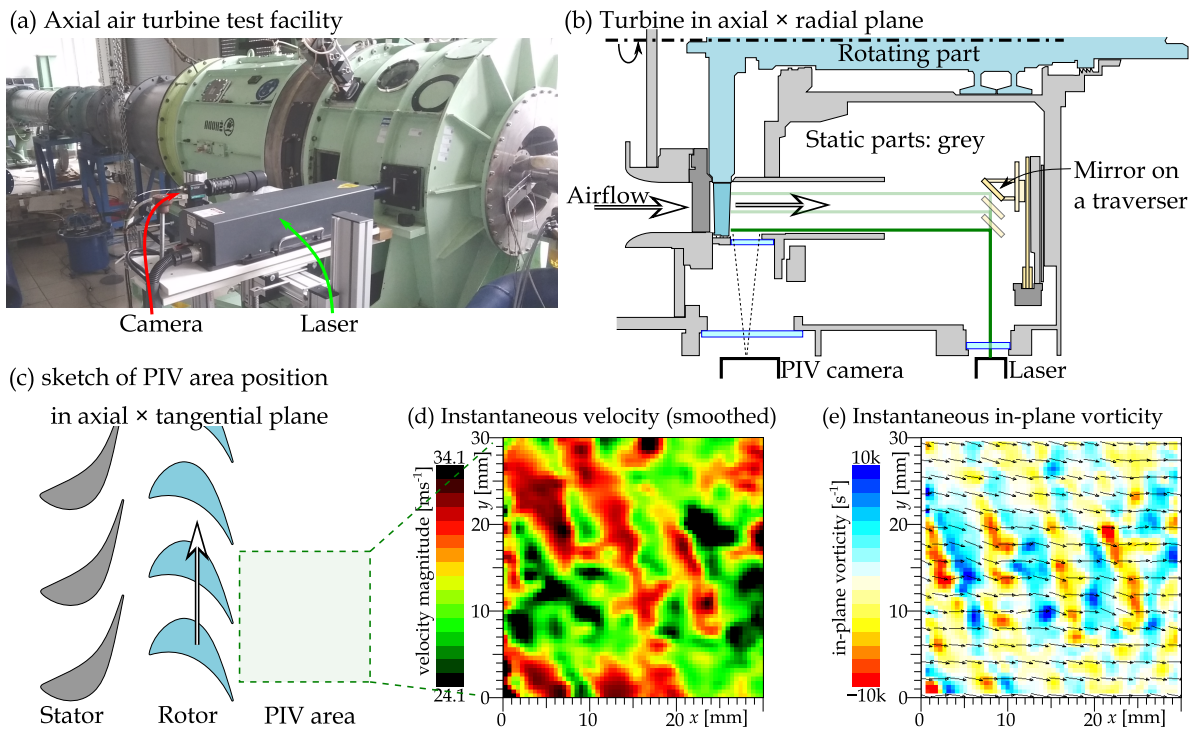 (a) Axial air turbine test facility
Camera
Laser
(b) Turbine in axial × radial plane
Rotating part
Static parts: grey
Mirror on
a traverser
Airflow
PIV camera
Laser
(c) sketch of PIV area position
in axial × tangential plane
Stator
Rotor
PIV area
(d) Instantaneous velocity (smoothed)
34.1
velocity magnitude [ms⁻¹]
24.1
30
y [mm]
20
10
0
0
10
20
x [mm]
(e) Instantaneous in-plane vorticity
10k
in-plane vorticity [s⁻¹]
−10k
30
y [mm]
20
10
0
0
10
20
x [mm]